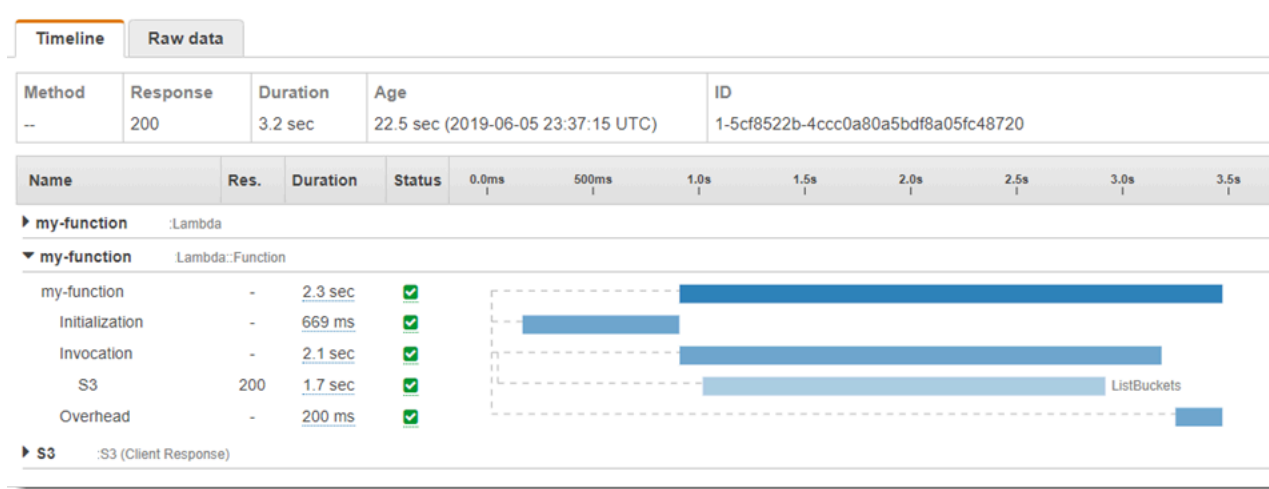 Timeline Raw data
Method Response Duration Age ID
-- 200 3.2 sec 22.5 sec (2019-06-05 23:37:15 UTC) 1-5cf8522b-4ccc0a80a5bdf8a05fc48720
Name Res. Duration Status 0.0ms 500ms 1.0s 1.5s 2.0s 2.5s 3.0s 3.5s
my-function :Lambda
my-function :Lambda::Function
my-function - 2.3 sec
Initialization - 669 ms
Invocation - 2.1 sec
S3 200 1.7 sec ListBuckets
Overhead - 200 ms
S3 :S3 (Client Response)